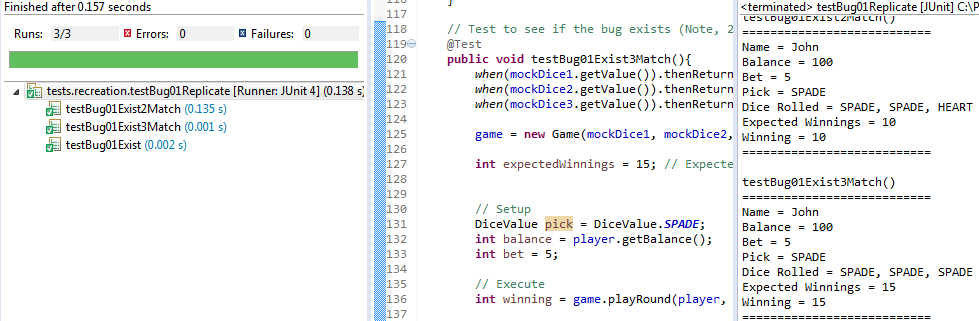 Finished after 0.157 seconds
Runs: 3/3 Errors: 0 Failures: 0
tests.recreation.testBug01Replicate [Runner: JUnit 4] (0.138 s)
testBug01Exist2Match (0.135 s)
testBug01Exist3Match (0.001 s)
testBug01Exist (0.002 s)
117
118 // Test to see if the bug exists (Note, 2
119 @Test
120 public void testBug01Exist3Match(){
121 when(mockDice1.getValue()).thenReturn
122 when(mockDice2.getValue()).thenReturn
123 when(mockDice3.getValue()).thenReturn
124
125 game = new Game(mockDice1, mockDice2,
126
127 int expectedWinnings = 15; // Expecte
128
129
130 // Setup
131 DiceValue pick = DiceValue.SPADE;
132 int balance = player.getBalance();
133 int bet = 5;
134
135 // Execute
136 int winning = game.playRound(player,
137
<terminated> testBug01Replicate [JUnit] C:\P
testBug01Exist2Match()
===========================
Name = John
Balance = 100
Bet = 5
Pick = SPADE
Dice Rolled = SPADE, SPADE, HEART
Expected Winnings = 10
Winning = 10
===========================
testBug01Exist3Match()
===========================
Name = John
Balance = 100
Bet = 5
Pick = SPADE
Dice Rolled = SPADE, SPADE, SPADE
Expected Winnings = 15
Winning = 15
===========================